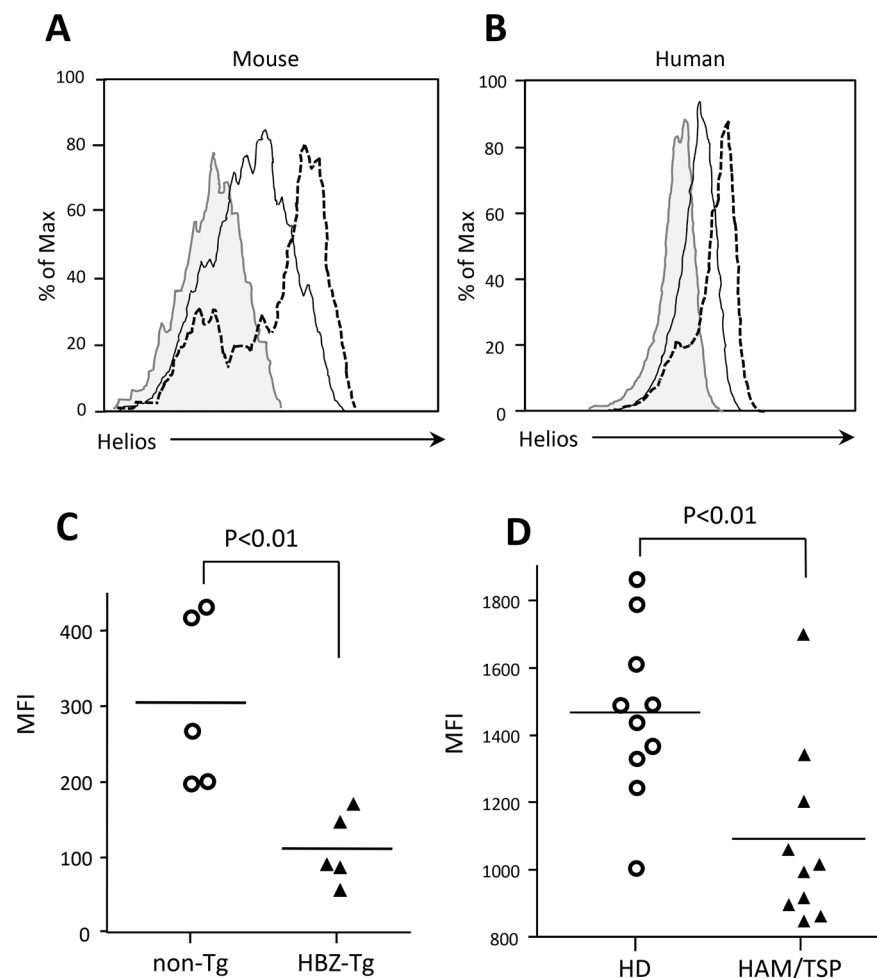 A
Mouse
100
80
60
40
20
0
% of Max
Helios
B
Human
100
80
60
40
20
0
% of Max
Helios
C
P<0.01
400
300
200
100
0
MFI
non-Tg HBZ-Tg
D
P<0.01
1800
1600
1400
1200
1000
800
MFI
HD HAM/TSP